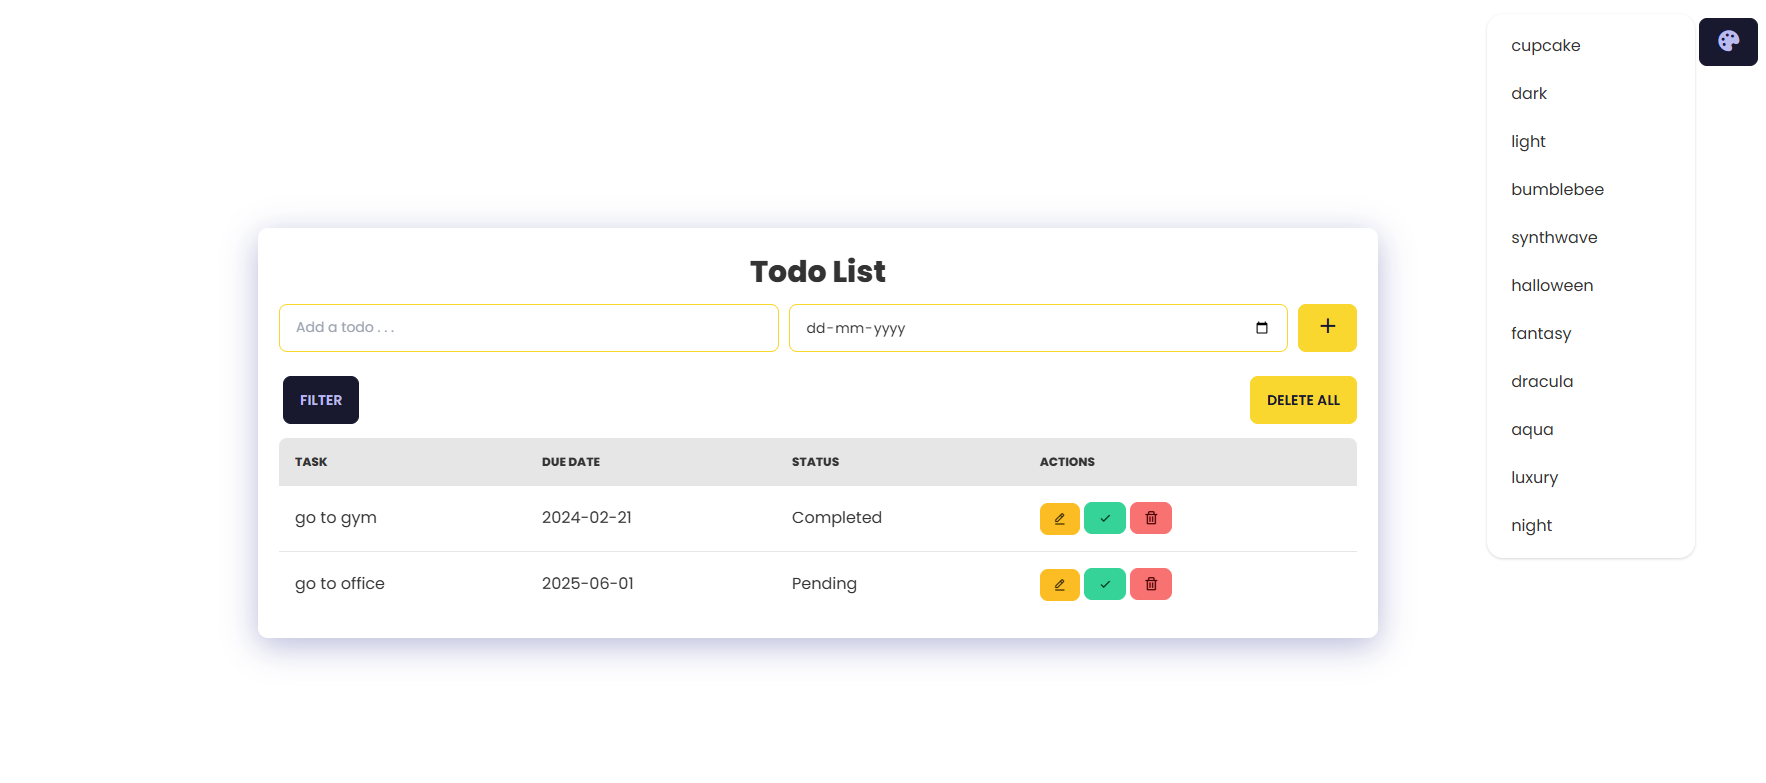 Todo List
Add a todo . . .
dd-mm-yyyy
FILTER
DELETE ALL
TASK DUE DATE STATUS ACTIONS
go to gym 2024-02-21 Completed
go to office 2025-06-01 Pending
cupcake
dark
light
bumblebee
synthwave
halloween
fantasy
dracula
aqua
luxury
night